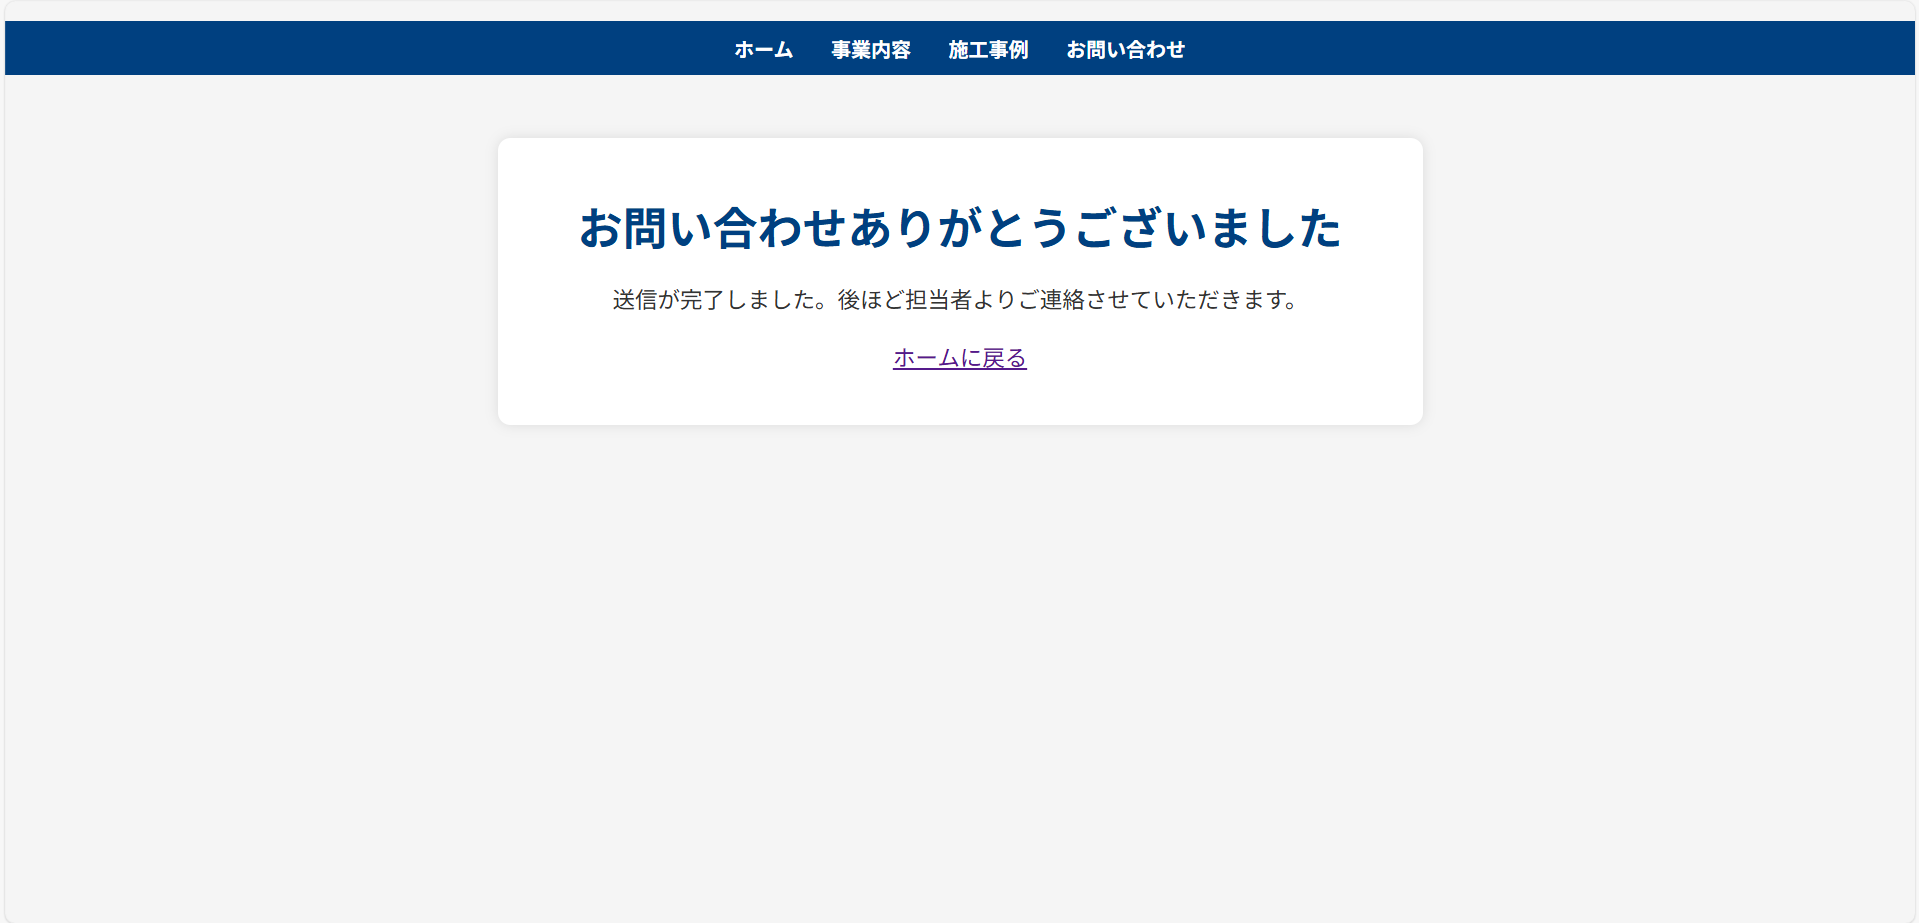 ホーム 事業内容 施工事例 お問い合わせ
お問い合わせありがとうございました
送信が完了しました。後ほど担当者よりご連絡させていただきます。
ホームに戻る